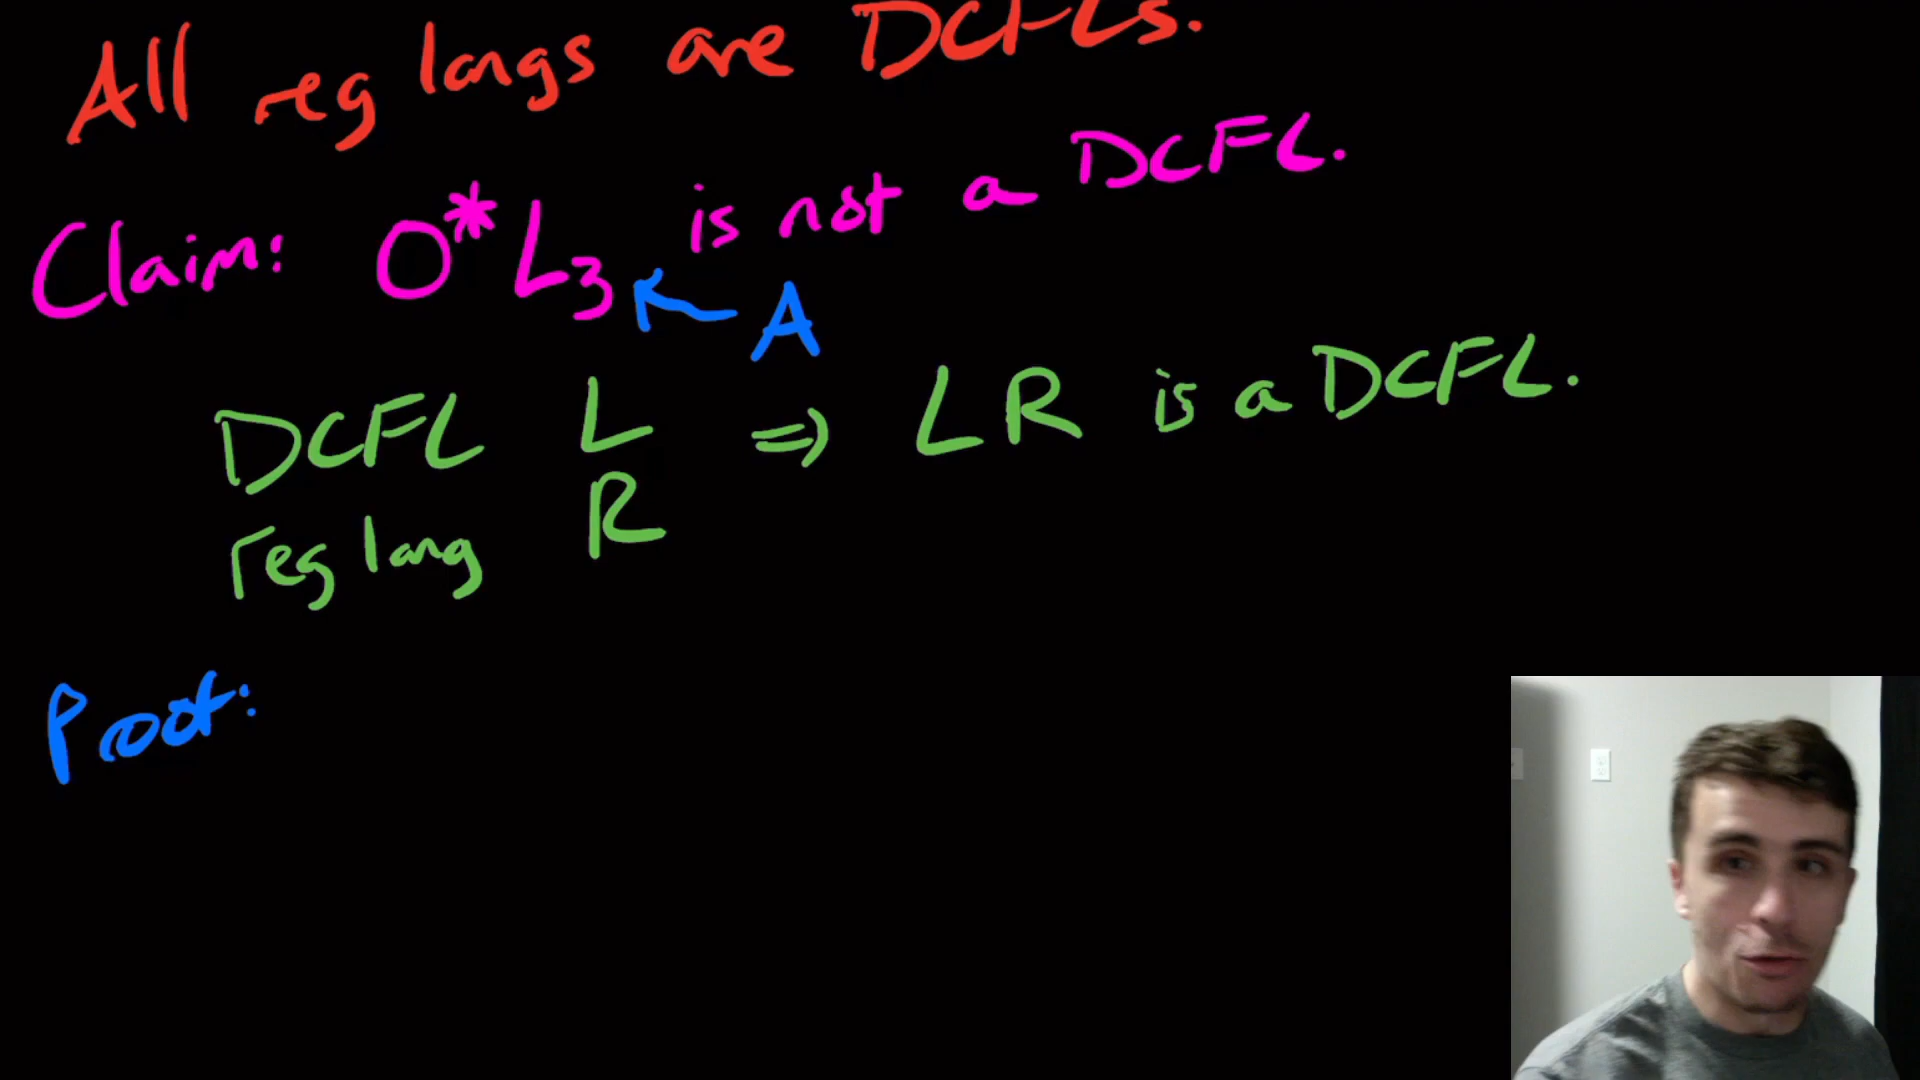 All reg langs are DCFLs.
Claim: 0*L3 is not a DCFL.
A
DCFL L => LR is a DCFL.
reg lang R
Proof: